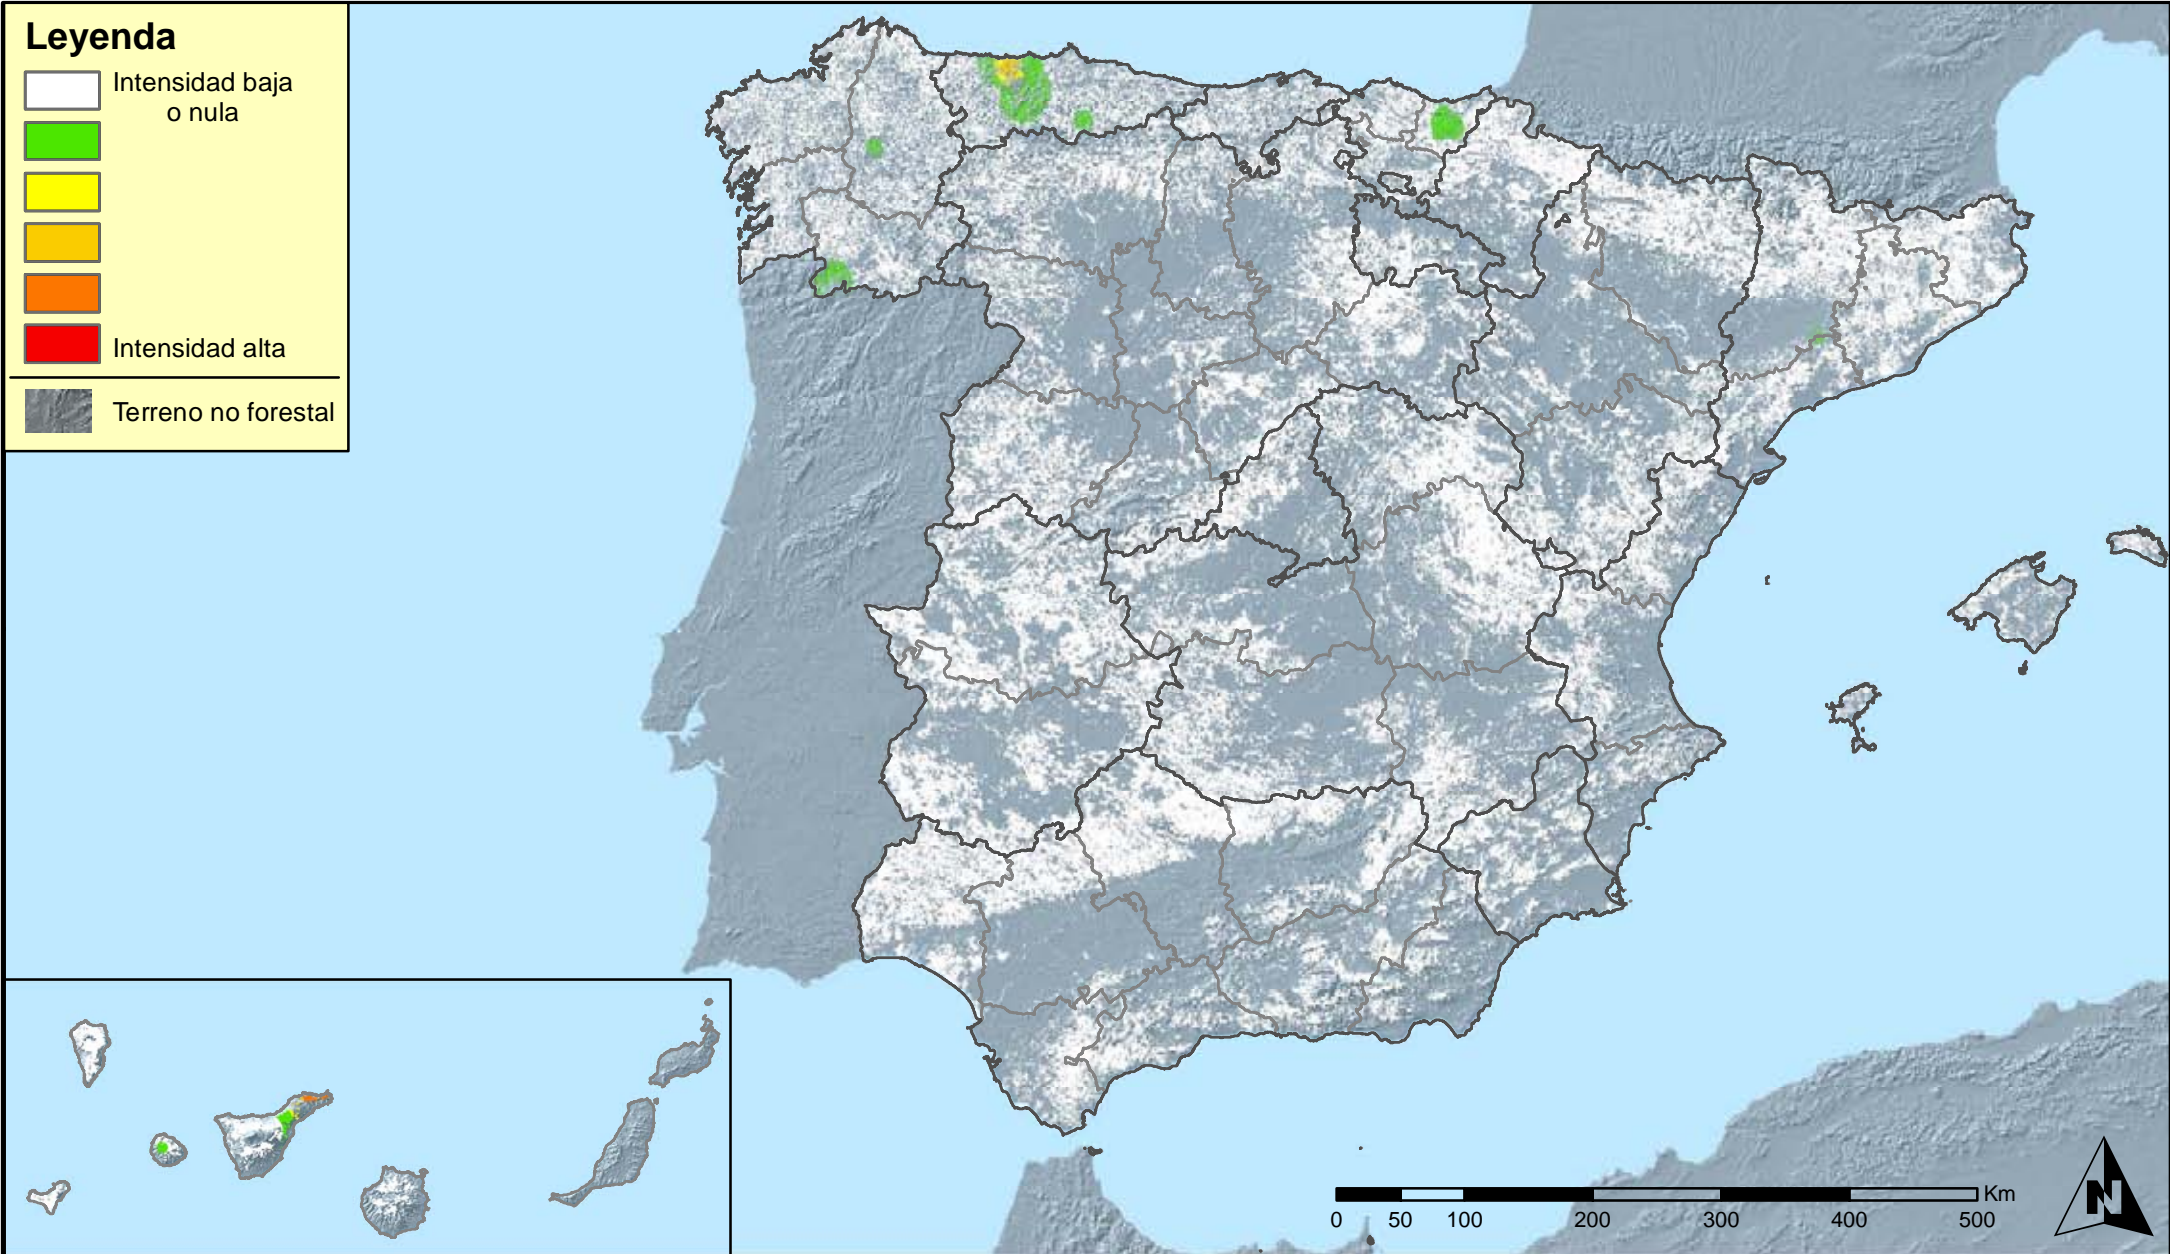 Leyenda
Intensidad baja
o nula
Intensidad alta
Terreno no forestal
Km
0 50 100 200 300 400 500
N